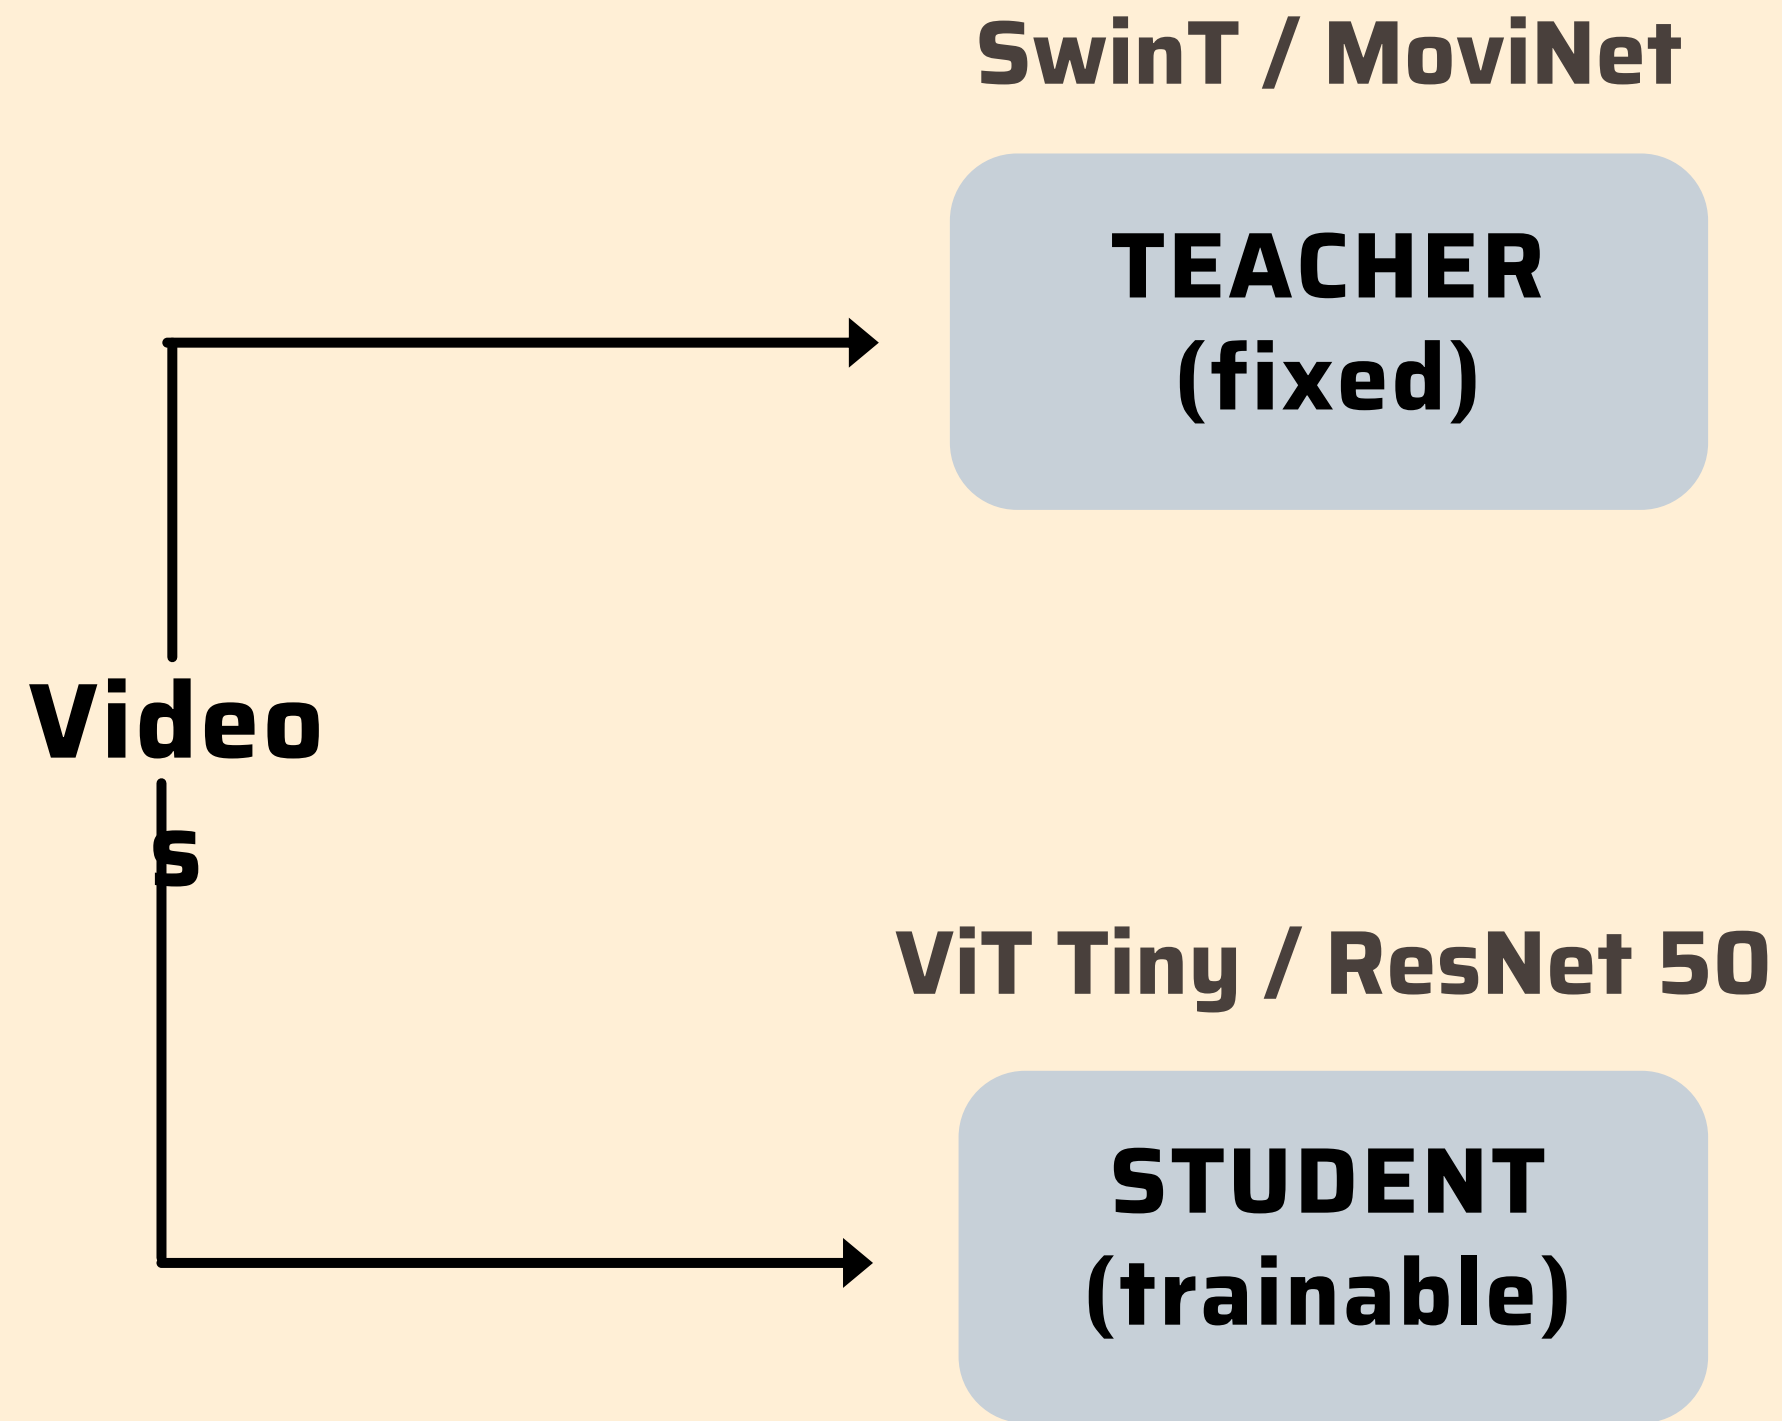 SwinT / MoviNet
TEACHER
(fixed)
Video
s
ViT Tiny / ResNet 50
STUDENT
(trainable)